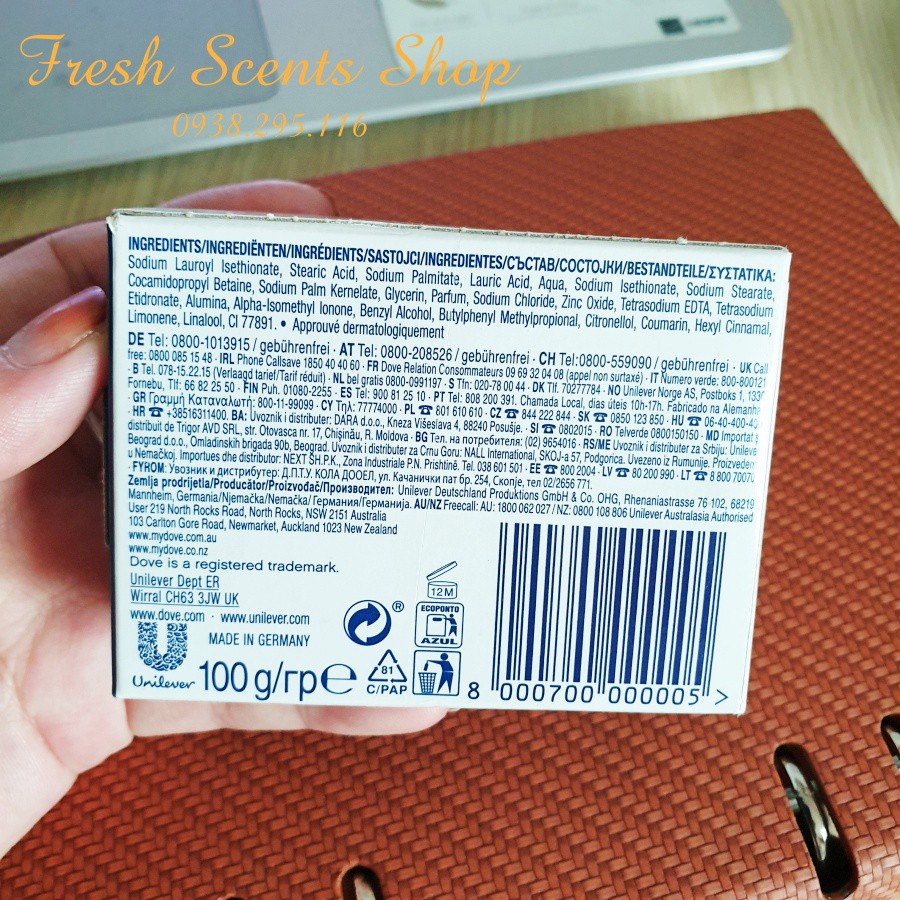 Fresh Scents Shop
0938.295.116
INGREDIENTS/INGREDIËNTEN/INGRÉDIENTS/SASTOJCI/INGREDIENTES/СЪСТАВ/СОСТОЈКИ/BESTANDTEILE/ΣΥΣΤΑΤΙΚΑ:
Sodium Lauroyl Isethionate, Stearic Acid, Sodium Palmitate, Lauric Acid, Aqua, Sodium Isethionate, Sodium Stearate,
Cocamidopropyl Betaine, Sodium Palm Kernelate, Glycerin, Parfum, Sodium Chloride, Zinc Oxide, Tetrasodium EDTA, Tetrasodium
Etidronate, Alumina, Alpha-Isomethyl Ionone, Benzyl Alcohol, Butylphenyl Methylpropional, Citronellol, Coumarin, Hexyl Cinnamal,
Limonene, Linalool, CI 77891. • Approuvé dermatologiquement
DE Tel: 0800-1013915 / gebührenfrei · AT Tel: 0800-208526 / gebührenfrei · CH Tel:0800-559090 / gebührenfrei · UK Call
free: 0800 085 15 48 · IRL Phone Callsave 1850 40 40 60 · FR Dove Relation Consommateurs 09 69 32 04 08 (appel non surtaxé) · IT Numero verde: 800-800121
· B Tel. 078-15.22.15 (Verlaagd tarief/Tarif réduit) · NL bel gratis 0800-0991197 · S Tfn: 020-78 00 44 · DK Tlf. 70277784 · NO Unilever Norge AS, Postboks 1, 133
Fornebu, Tlf: 66 82 25 50 · FIN Puh. 01080-2255 · ES Tel: 900 81 25 10 · PT Tel: 808 200 391. Chamada Local, dias úteis 10h-17h. Fabricado na Alemanha
· GR Γραμμή Καταναλωτή: 800-11-99099 · CY Τηλ: 77774000 · PL ☎ 801 610 610 · CZ ☎ 844 222 844 · SK ☎ 0850 123 850 · HU ☎ 06-40-400-40
· HR ☎ +38516311400. BA: Uvoznik i distributer: DARA d.o.o., Kneza Višeslava 4, 88240 Posušje. · SI ☎ 0802015 · RO Telverde 0800150150 · MD Importat ș
distribuit de Trigor AVD SRL, str. Otovasca nr. 17, Chișinău, R. Moldova · BG Тел. на потребителя: (02) 9654016 · RS/ME Uvoznik i distributer za Srbiju: Unilever
Beograd d.o.o., Omladinskih brigada 90b, Beograd. Uvoznik i distributer za Crnu Goru: NALL International, SKOJ-a 57, Podgorica. Uvezeno iz Rumunije. Proizvedeno
u Nemačkoj. Importues dhe distributor: NEXT SH.P.K., Zona Industriale P.N. Prishtinë. Tel. 038 601 501 · EE ☎ 800 2004 · LV ☎ 80 200 990 · LT ☎ 8 800 7007
· FYROM: Увозник и дистрибутер: Д.П.Т.У. КОЛА ДООЕЛ, ул. Качанички пат бр. 254, Скопје, тел. 02/2656 771.
Zemlja prodrijetla/Producător/Proizvođač/Производител: Unilever Deutschland Produktions GmbH & Co. OHG, Rhenaniastrasse 76-102, 68219
Mannheim, Germania/Njemačka/Nemačka/Германия/Германија. AU/NZ Freecall: AU: 1800 062 027 / NZ: 0800 108 806 Unilever Australasia Authorised
User 219 North Rocks Road, North Rocks, NSW 2151 Australia
103 Carlton Gore Road, Newmarket, Auckland 1023 New Zealand
www.mydove.com.au
www.mydove.co.nz
Dove is a registered trademark.
Unilever Dept ER
Wirral CH63 3JW UK
www.dove.com · www.unilever.com
MADE IN GERMANY
Unilever
100 g/гр e
12M
®
ECOPONTO
AZUL
81
C/PAP
8 000700 000005 >